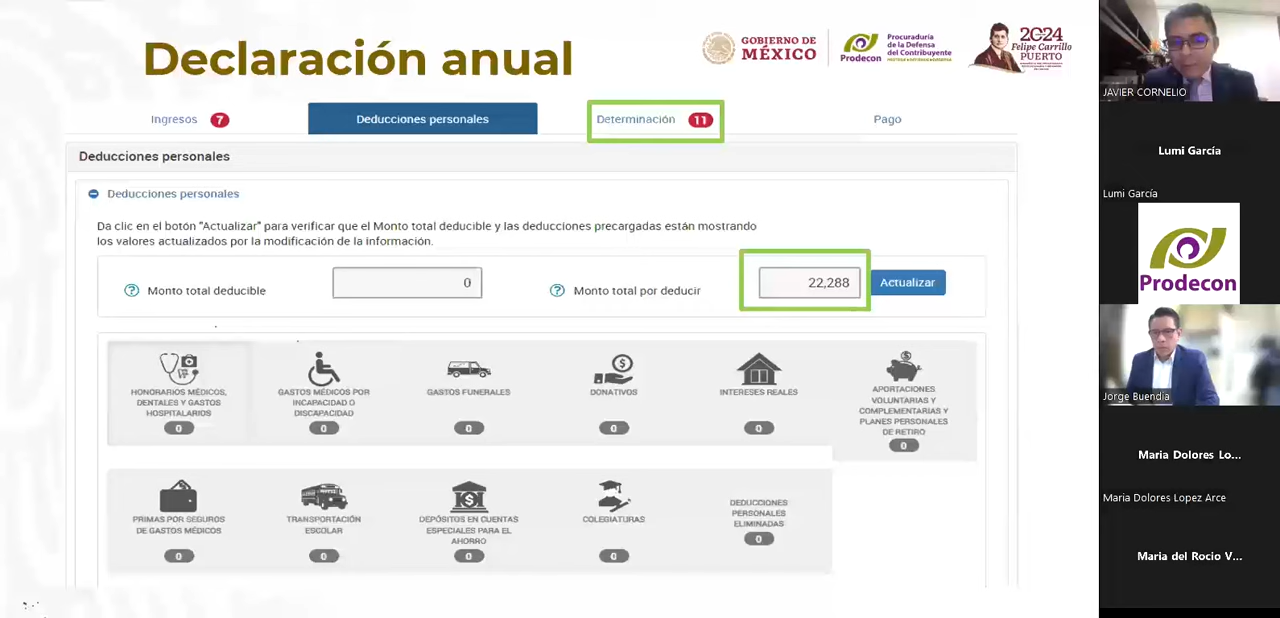 Declaración anual
GOBIERNO DE
MÉXICO
Prodecon
Procuraduría
de la Defensa
del Contribuyente
2024
Felipe Carrillo
PUERTO
Ingresos 7
Deducciones personales
Determinación 11
Pago
Deducciones personales
Deducciones personales
Da clic en el botón "Actualizar" para verificar que el Monto total deducible y las deducciones precargadas están mostrando
los valores actualizados por la modificación de la información.
? Monto total deducible
0
? Monto total por deducir
22,288
Actualizar
HONORARIOS MÉDICOS,
DENTALES Y GASTOS
HOSPITALARIOS
0
GASTOS MÉDICOS POR
INCAPACIDAD O
DISCAPACIDAD
0
GASTOS FUNERALES
0
DONATIVOS
0
INTERESES REALES
0
APORTACIONES
VOLUNTARIAS Y
COMPLEMENTARIAS Y
PLANES PERSONALES
DE RETIRO
0
PRIMAS POR SEGUROS
DE GASTOS MÉDICOS
0
TRANSPORTACIÓN
ESCOLAR
0
DEPÓSITOS EN CUENTAS
ESPECIALES PARA EL
AHORRO
0
COLEGIATURAS
0
DEDUCCIONES
PERSONALES
ELIMINADAS
0
JAVIER CORNELIO
Lumi García
Lumi García
Prodecon
Jorge Buendia
Maria Dolores Lo...
Maria Dolores Lopez Arce
Maria del Rocio V...